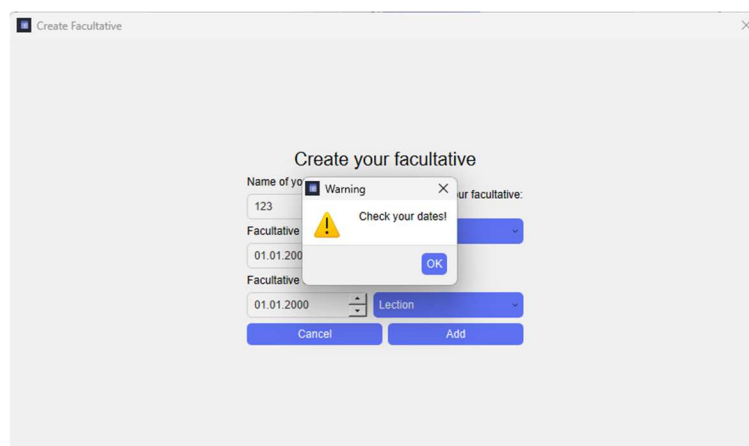 Create Facultative
Create your facultative
Name of yo
ur facultative:
Warning
123
Check your dates!
Facultative
01.01.200
OK
Facultative
01.01.2000
Lection
Cancel
Add